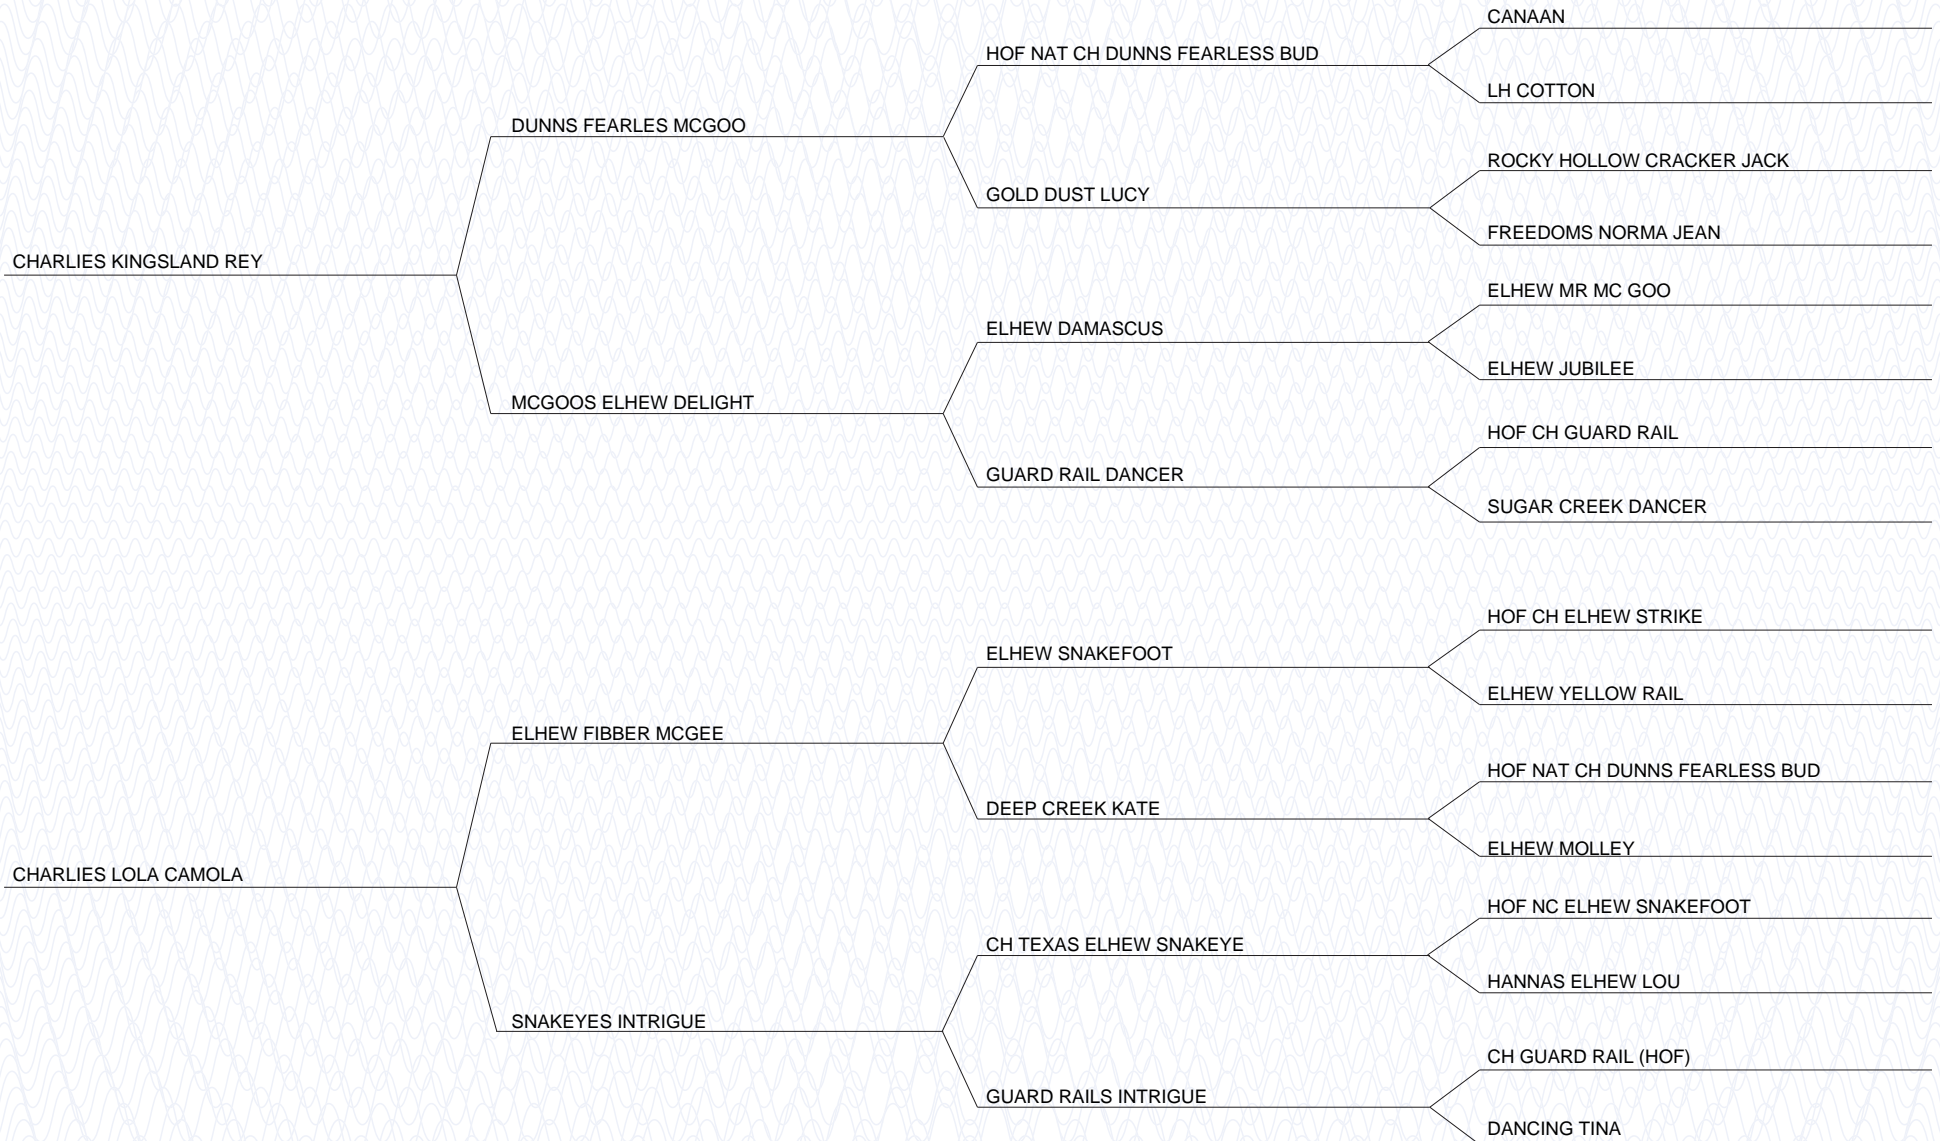 CANAAN
HOF NAT CH DUNNS FEARLESS BUD
LH COTTON
DUNNS FEARLES MCGOO
ROCKY HOLLOW CRACKER JACK
GOLD DUST LUCY
FREEDOMS NORMA JEAN
CHARLIES KINGSLAND REY
ELHEW MR MC GOO
ELHEW DAMASCUS
ELHEW JUBILEE
MCGOOS ELHEW DELIGHT
HOF CH GUARD RAIL
GUARD RAIL DANCER
SUGAR CREEK DANCER
HOF CH ELHEW STRIKE
ELHEW SNAKEFOOT
ELHEW YELLOW RAIL
ELHEW FIBBER MCGEE
HOF NAT CH DUNNS FEARLESS BUD
DEEP CREEK KATE
ELHEW MOLLEY
CHARLIES LOLA CAMOLA
HOF NC ELHEW SNAKEFOOT
CH TEXAS ELHEW SNAKEYE
HANNAS ELHEW LOU
SNAKEYES INTRIGUE
CH GUARD RAIL (HOF)
GUARD RAILS INTRIGUE
DANCING TINA